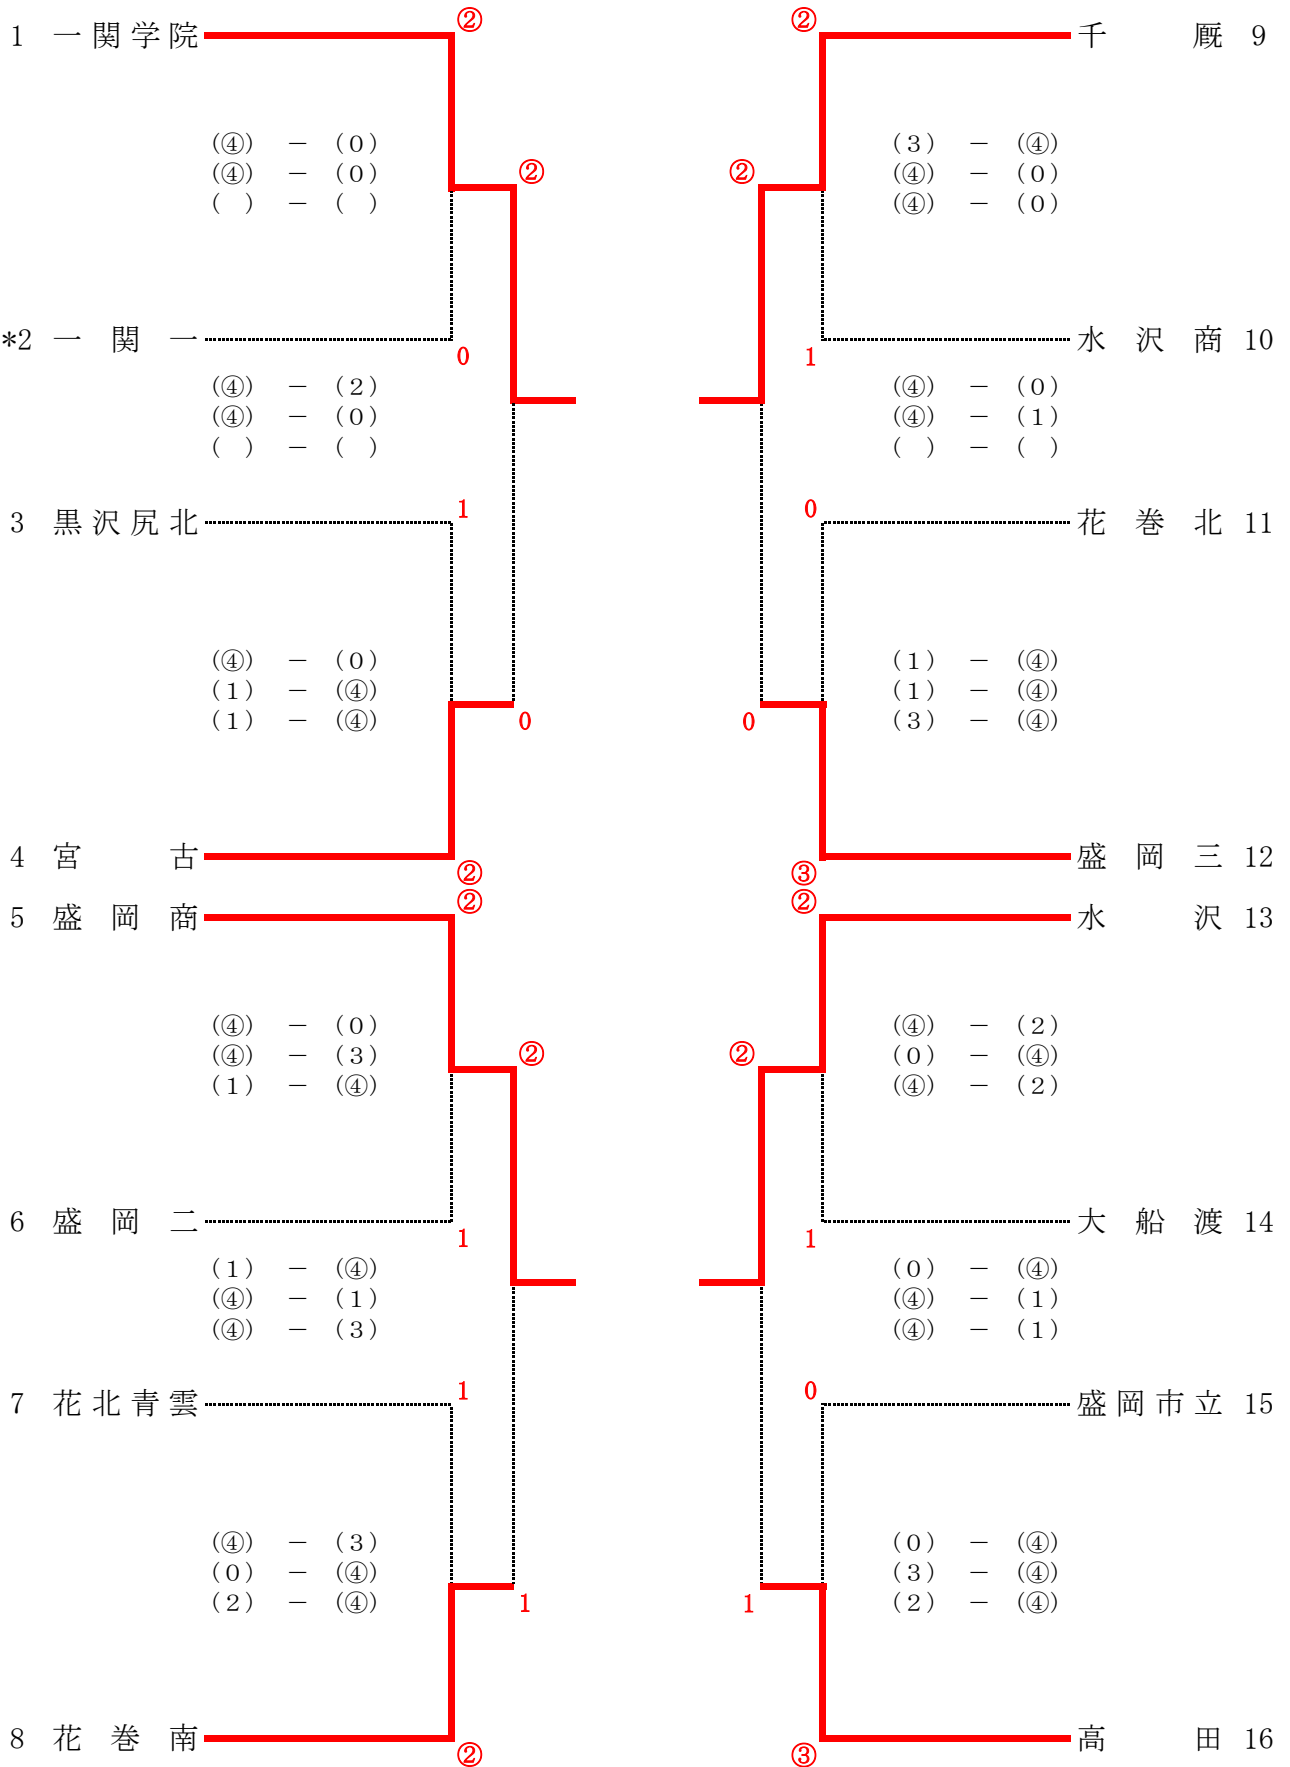 ② ②
1 一関学院 千厩 9
(④) － (0) (3) － (④)
(④) － (0) ② ② (④) － (0)
( ) － ( ) (④) － (0)
*2 一関一 水沢商 10
0 1
(④) － (2) (④) － (0)
(④) － (0) (④) － (1)
( ) － ( ) ( ) － ( )
1 0
3 黒沢尻北 花巻北 11
(④) － (0) (1) － (④)
(1) － (④) (1) － (④)
(1) － (④) 0 0 (3) － (④)
4 宮古 盛岡三 12
② ③
② ②
5 盛岡商 水沢 13
(④) － (0) (④) － (2)
(④) － (3) ② ② (0) － (④)
(1) － (④) (④) － (2)
6 盛岡二 大船渡 14
1 1
(1) － (④) (0) － (④)
(④) － (1) (④) － (1)
(④) － (3) (④) － (1)
1 0
7 花北青雲 盛岡市立 15
(④) － (3) (0) － (④)
(0) － (④) (3) － (④)
(2) － (④) 1 1 (2) － (④)
8 花巻南 高田 16
② ③